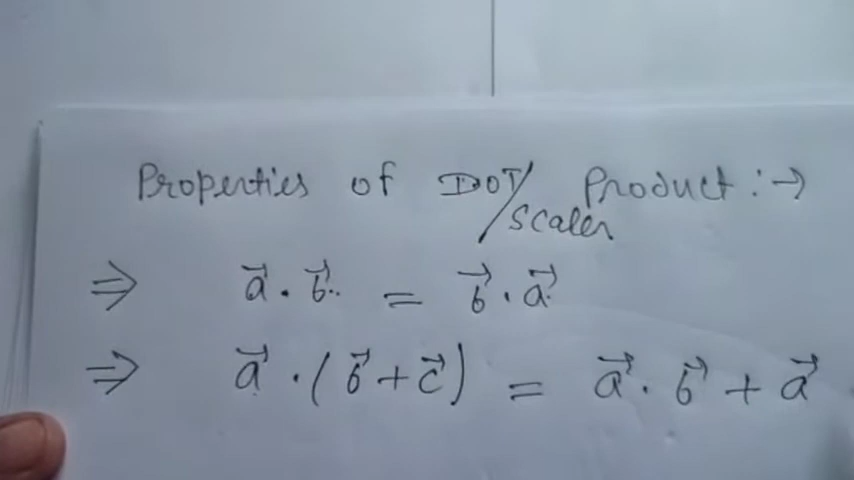 Properties of DOT/Scaler Product :→
⇒ a⃗ . b⃗ = b⃗ . a⃗
⇒ a⃗ . (b⃗ + c⃗) = a⃗ . b⃗ + a⃗